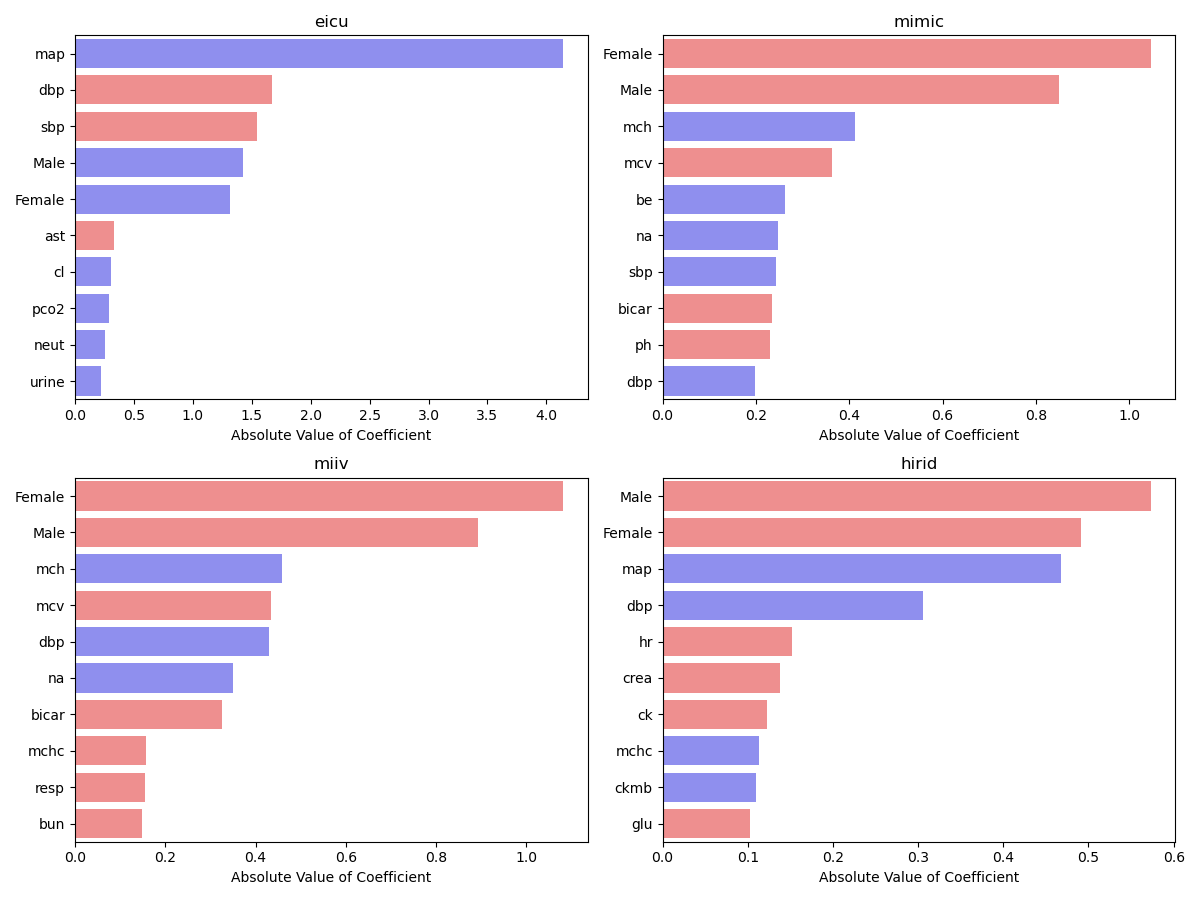 eicu
map
dbp
sbp
Male
Female
ast
cl
pco2
neut
urine
0.0 0.5 1.0 1.5 2.0 2.5 3.0 3.5 4.0
Absolute Value of Coefficient
mimic
Female
Male
mch
mcv
be
na
sbp
bicar
ph
dbp
0.0 0.2 0.4 0.6 0.8 1.0
Absolute Value of Coefficient
miiv
Female
Male
mch
mcv
dbp
na
bicar
mchc
resp
bun
0.0 0.2 0.4 0.6 0.8 1.0
Absolute Value of Coefficient
hirid
Male
Female
map
dbp
hr
crea
ck
mchc
ckmb
glu
0.0 0.1 0.2 0.3 0.4 0.5 0.6
Absolute Value of Coefficient